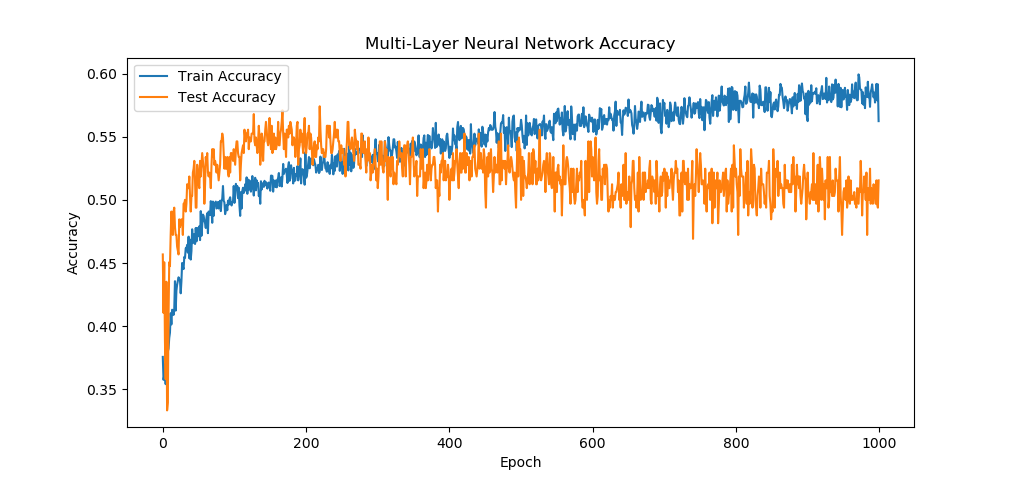 Multi-Layer Neural Network Accuracy
Train Accuracy
Test Accuracy
0.60
0.55
0.50
0.45
0.40
0.35
Accuracy
0 200 400 600 800 1000
Epoch